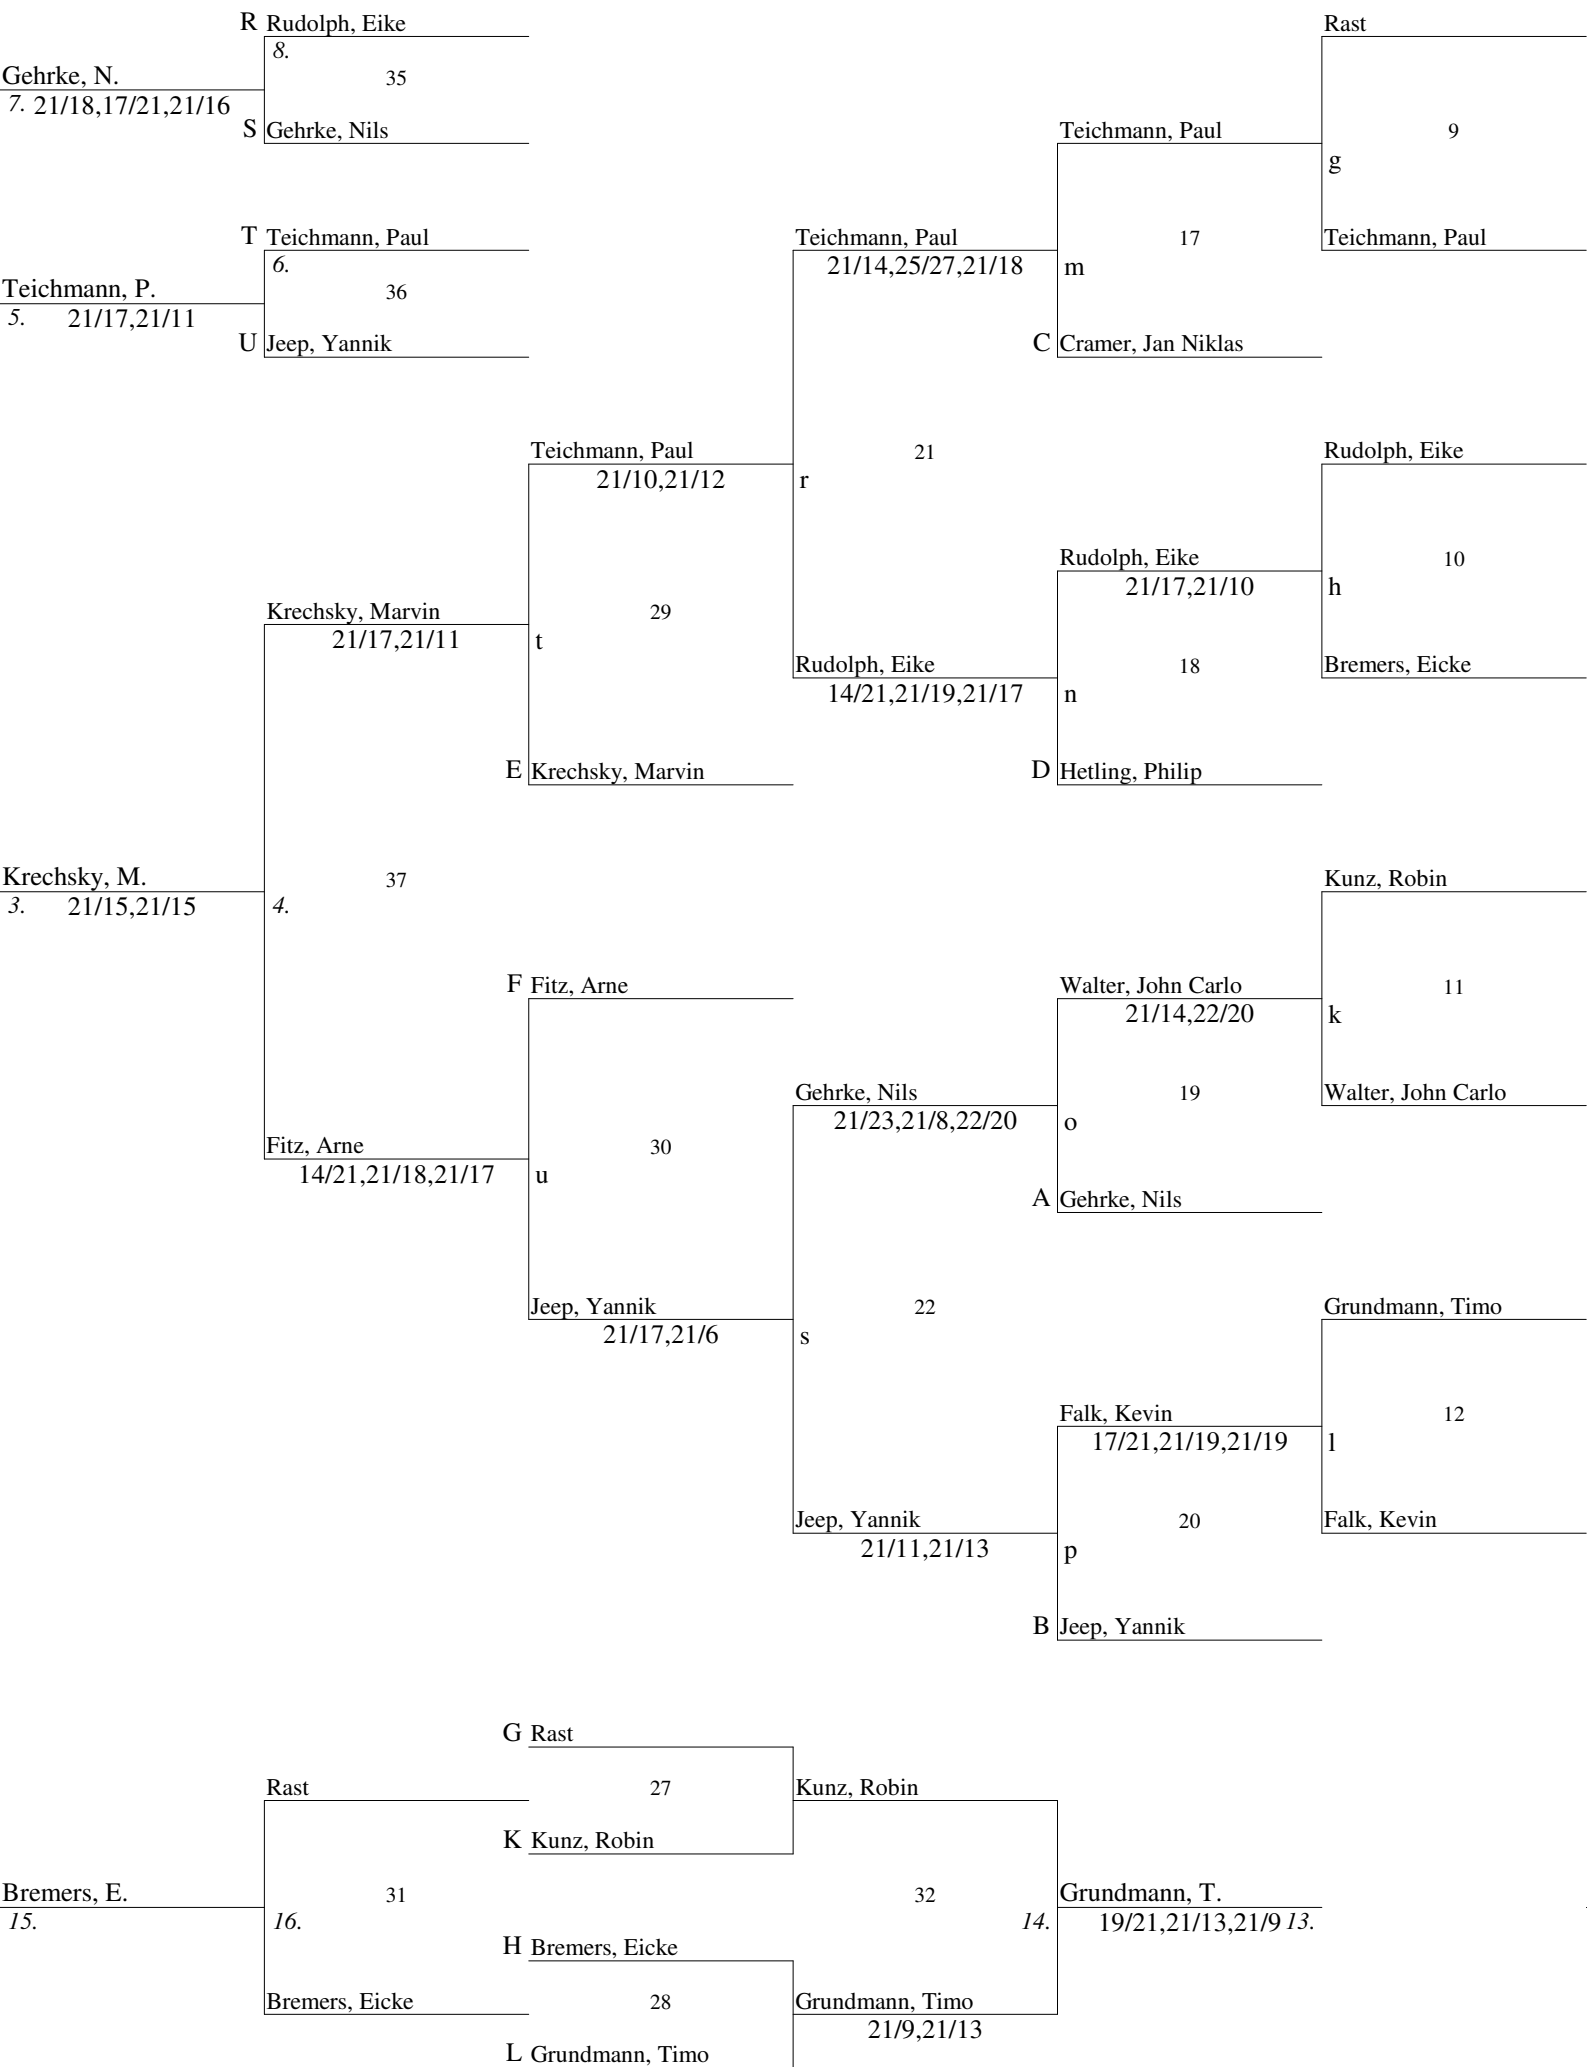 R Rudolph, Eike
Rast
8.
Gehrke, N.
35
7. 21/18,17/21,21/16
S Gehrke, Nils
Teichmann, Paul
9
g
T Teichmann, Paul
Teichmann, Paul
17
Teichmann, Paul
6.
21/14,25/27,21/18
m
Teichmann, P.
36
5. 21/17,21/11
U Jeep, Yannik
C Cramer, Jan Niklas
Teichmann, Paul
21
Rudolph, Eike
21/10,21/12
r
Rudolph, Eike
10
21/17,21/10
h
Krechsky, Marvin
29
21/17,21/11
t
Rudolph, Eike
18
Bremers, Eicke
14/21,21/19,21/17
n
E Krechsky, Marvin
D Hetling, Philip
Krechsky, M.
37
Kunz, Robin
3. 21/15,21/15
4.
F Fitz, Arne
Walter, John Carlo
11
21/14,22/20
k
Gehrke, Nils
19
Walter, John Carlo
21/23,21/8,22/20
o
Fitz, Arne
30
14/21,21/18,21/17
u
A Gehrke, Nils
Jeep, Yannik
22
Grundmann, Timo
21/17,21/6
s
Falk, Kevin
12
17/21,21/19,21/19
l
Jeep, Yannik
20
Falk, Kevin
21/11,21/13
p
B Jeep, Yannik
G Rast
Rast
27
Kunz, Robin
K Kunz, Robin
Bremers, E.
31
32
Grundmann, T.
15.
16.
14.
19/21,21/13,21/9 13.
H Bremers, Eicke
Bremers, Eicke
28
Grundmann, Timo
21/9,21/13
L Grundmann, Timo